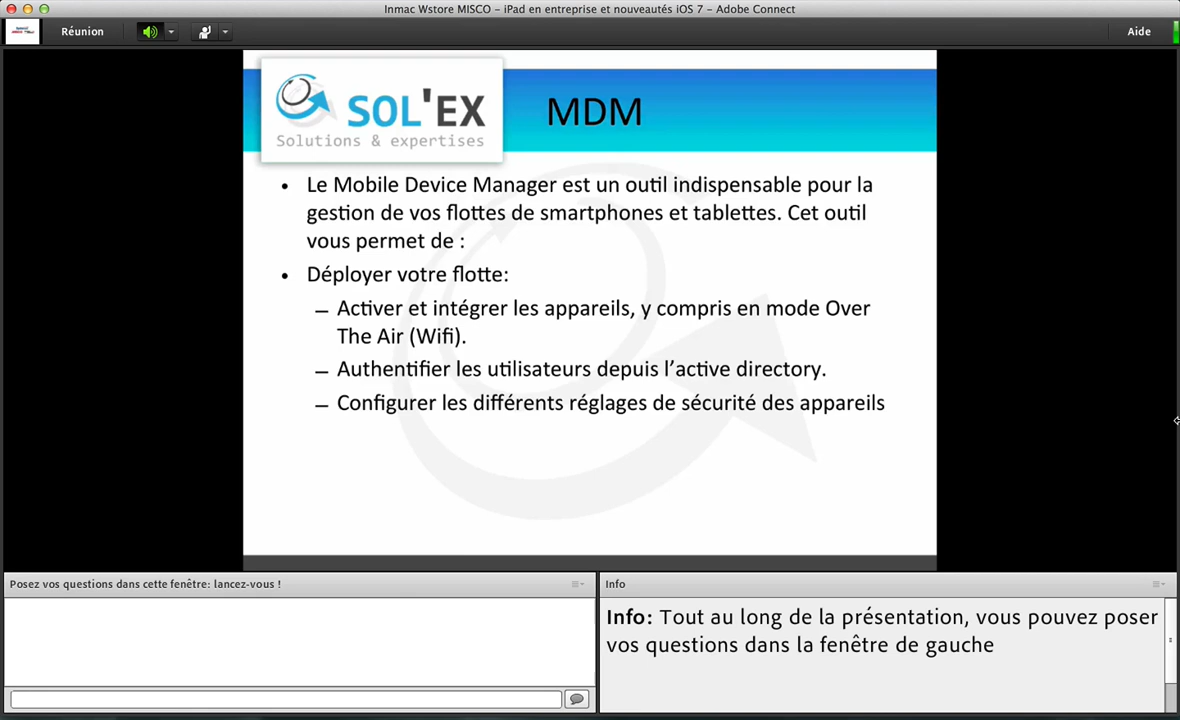 Inmac Wstore MISCO – iPad en entreprise et nouveautés iOS 7 - Adobe Connect
Réunion
Aide
SOL'EX
Solutions & expertises
MDM
• Le Mobile Device Manager est un outil indispensable pour la
gestion de vos flottes de smartphones et tablettes. Cet outil
vous permet de :
• Déployer votre flotte:
– Activer et intégrer les appareils, y compris en mode Over
The Air (Wifi).
– Authentifier les utilisateurs depuis l’active directory.
– Configurer les différents réglages de sécurité des appareils
Posez vos questions dans cette fenêtre: lancez-vous !
Info
Info: Tout au long de la présentation, vous pouvez poser
vos questions dans la fenêtre de gauche